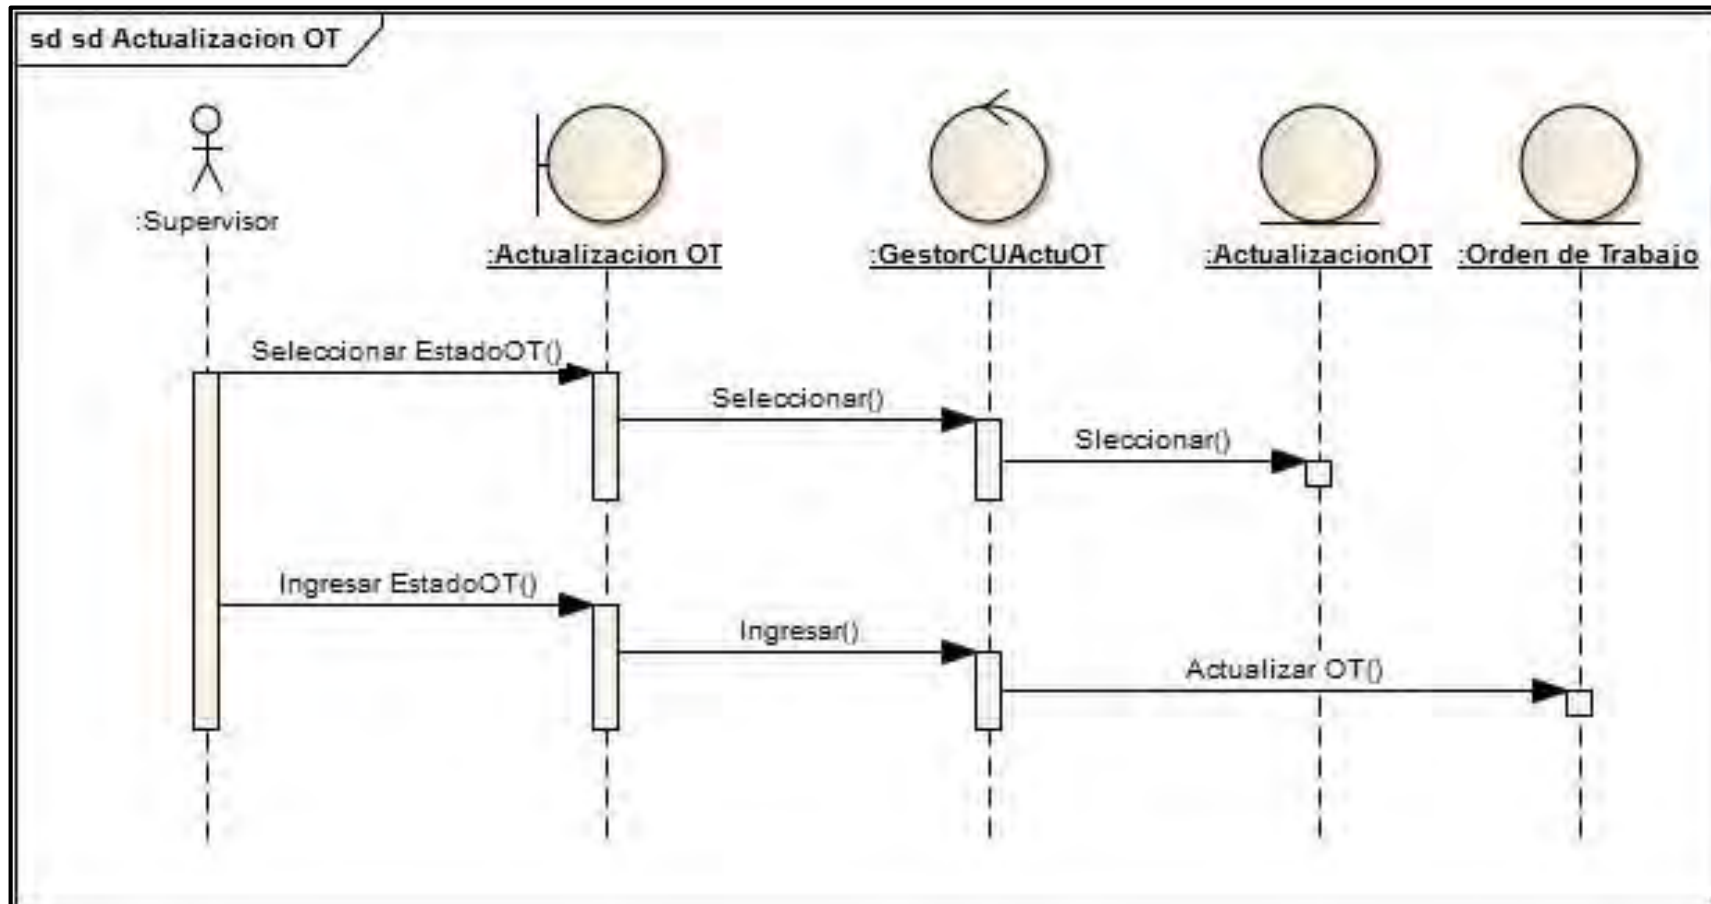 sd sd Actualizacion OT
:Supervisor
:Actualizacion OT
:GestorCUActuOT
:ActualizacionOT
:Orden de Trabajo
Seleccionar EstadoOT()
Seleccionar()
Sleccionar()
Ingresar EstadoOT()
Ingresar()
Actualizar OT()